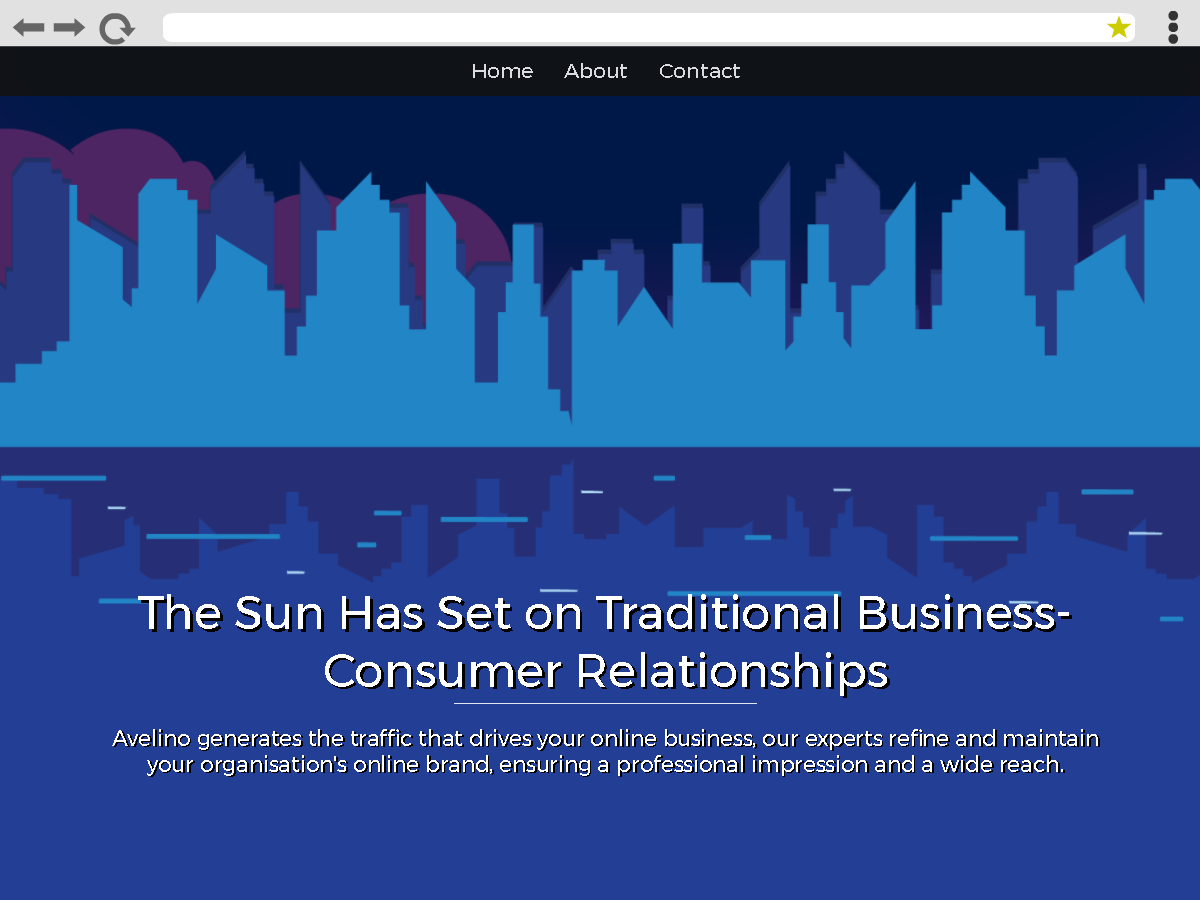 Home About Contact
The Sun Has Set on Traditional Business-
Consumer Relationships
Avelino generates the traffic that drives your online business, our experts refine and maintain
your organisation's online brand, ensuring a professional impression and a wide reach.